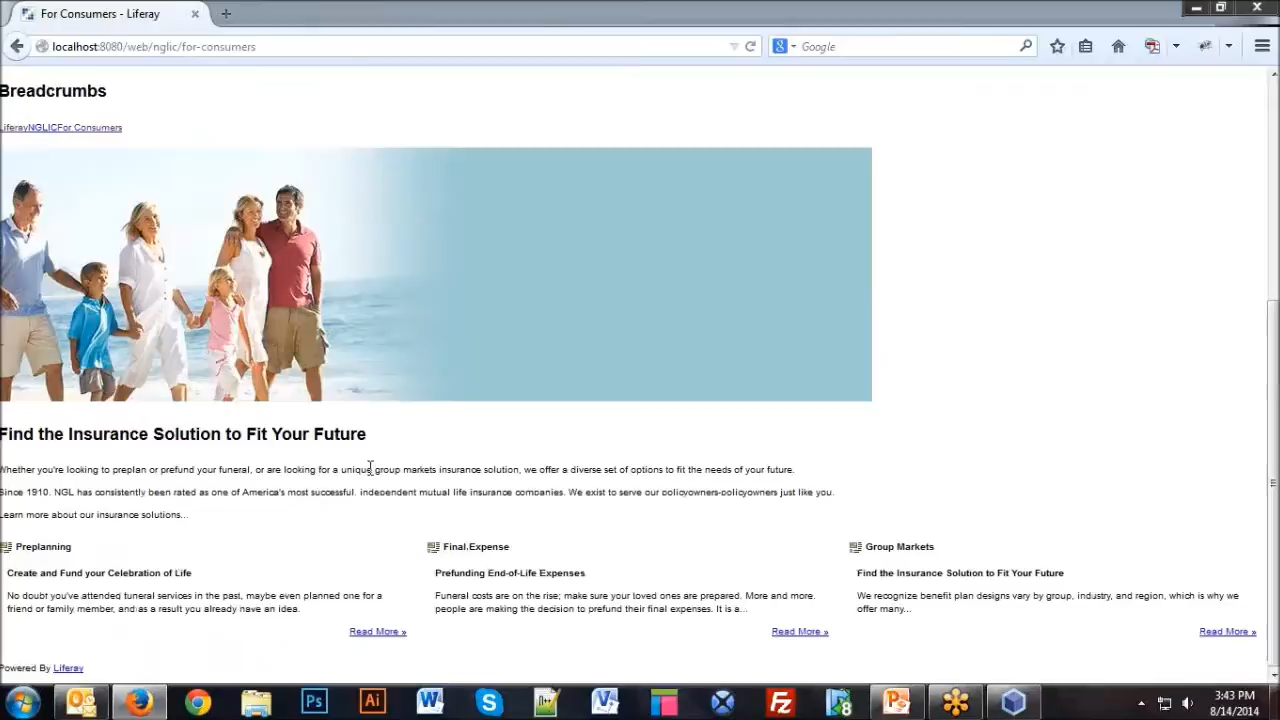 For Consumers - Liferay
localhost:8080/web/nglic/for-consumers
Google
Breadcrumbs
LiferayNGLICFor Consumers
Find the Insurance Solution to Fit Your Future
Whether you're looking to preplan or prefund your funeral, or are looking for a unique group markets insurance solution, we offer a diverse set of options to fit the needs of your future.
Since 1910, NGL has consistently been rated as one of America's most successful, independent mutual life insurance companies. We exist to serve our policyowners-policyowners just like you.
Learn more about our insurance solutions...
Preplanning
Create and Fund your Celebration of Life
No doubt you've attended funeral services in the past, maybe even planned one for a
friend or family member, and as a result you already have an idea.
Read More »
Final Expense
Prefunding End-of-Life Expenses
Funeral costs are on the rise; make sure your loved ones are prepared. More and more
people are making the decision to prefund their final expenses. It is a...
Read More »
Group Markets
Find the Insurance Solution to Fit Your Future
We recognize benefit plan designs vary by group, industry, and region, which is why we
offer many...
Read More »
Powered By Liferay
3:43 PM
8/14/2014